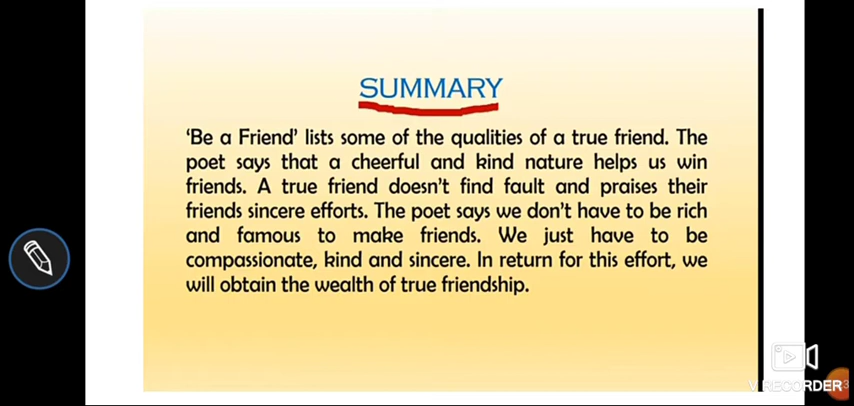 SUMMARY
‘Be a Friend’ lists some of the qualities of a true friend. The
poet says that a cheerful and kind nature helps us win
friends. A true friend doesn’t find fault and praises their
friends sincere efforts. The poet says we don’t have to be rich
and famous to make friends. We just have to be
compassionate, kind and sincere. In return for this effort, we
will obtain the wealth of true friendship.